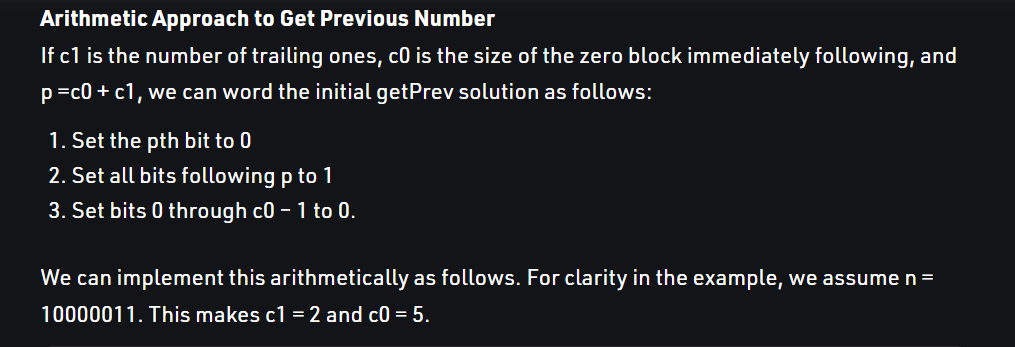 Arithmetic Approach to Get Previous Number
If c1 is the number of trailing ones, c0 is the size of the zero block immediately following, and
p =c0 + c1, we can word the initial getPrev solution as follows:
1. Set the pth bit to 0
2. Set all bits following p to 1
3. Set bits 0 through c0 – 1 to 0.
We can implement this arithmetically as follows. For clarity in the example, we assume n =
10000011. This makes c1 = 2 and c0 = 5.